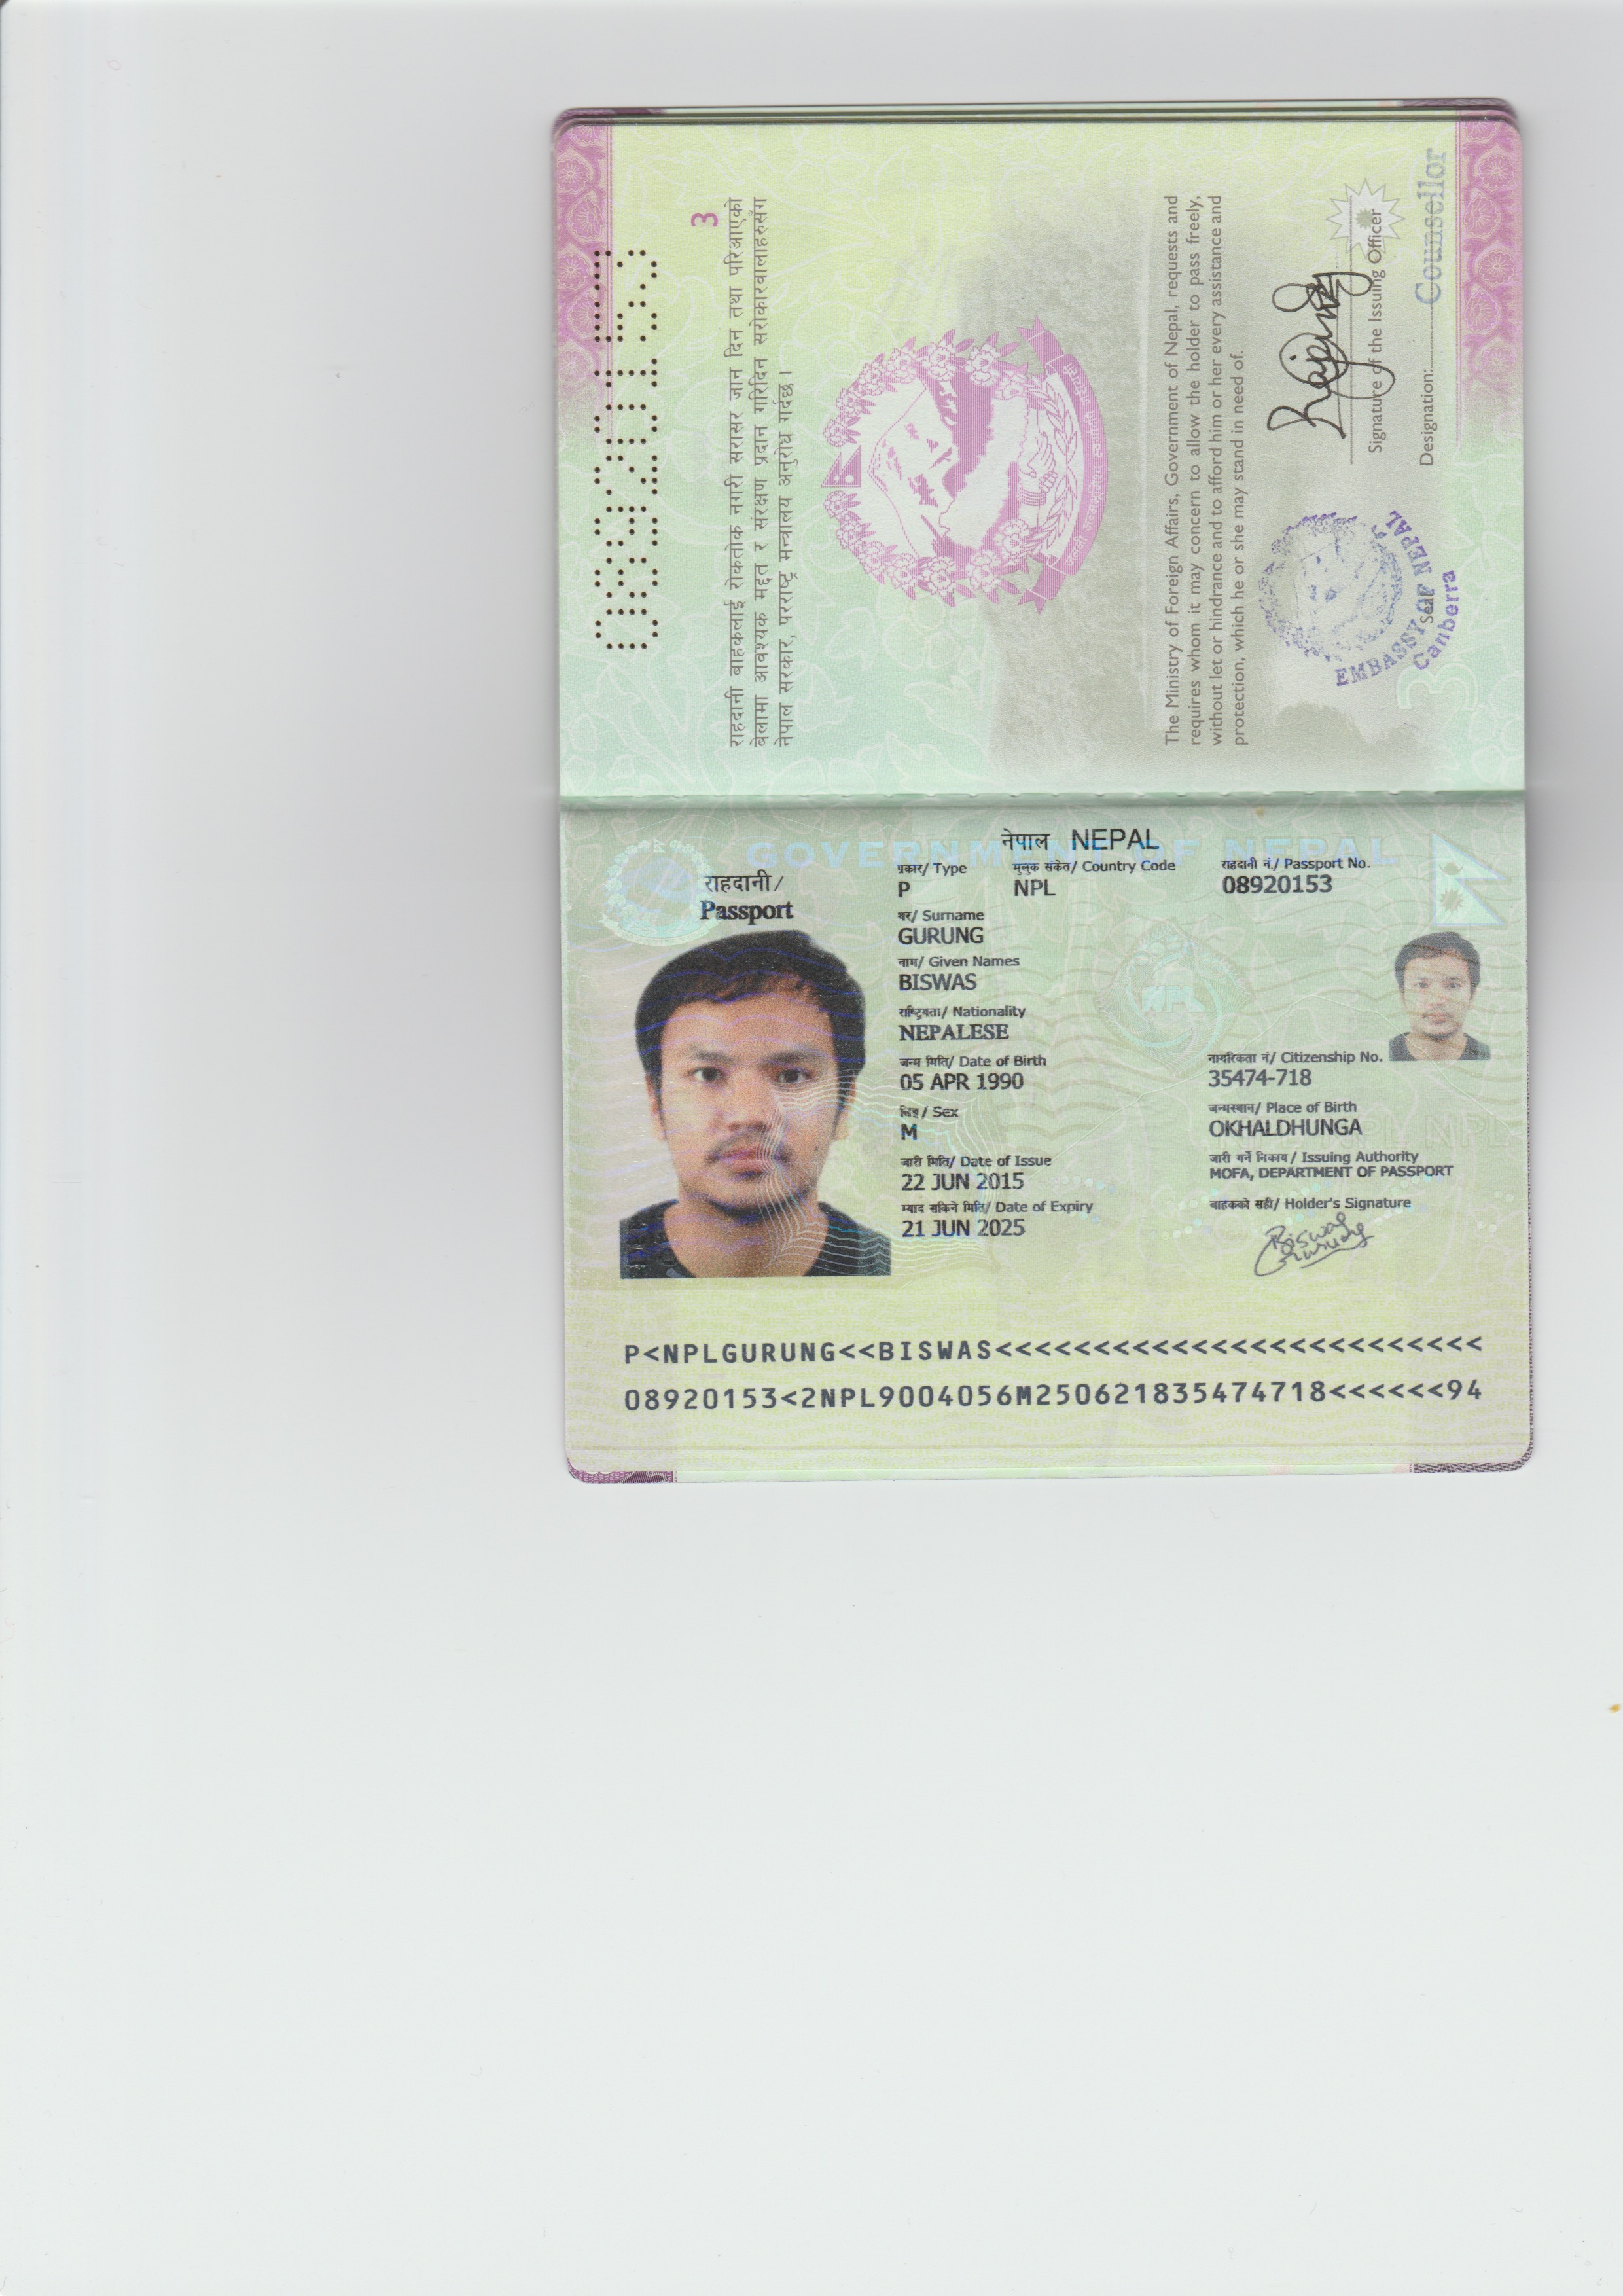 08920153
3
राहदानी बाहकलाई रोकतोक नगरी सरासर जान दिन तथा परिआएको
बेलामा आवश्यक मद्दत र संरक्षण प्रदान गरिदिन सरोकारवालाहरुसँग
नेपाल सरकार, परराष्ट्र मन्त्रालय अनुरोध गर्दछ ।
The Ministry of Foreign Affairs, Government of Nepal, requests and
requires whom it may concern to allow the holder to pass freely,
without let or hindrance and to afford him or her every assistance and
protection, which he or she may stand in need of.
Signature of the Issuing Officer
Designation:
Counsellor
EMBASSY OF NEPAL
Seal
Canberra
3
नेपाल NEPAL
GOVERNMENT OF NEPAL
राहदानी/
Passport
प्रकार/ Type
P
मुलुक संकेत/ Country Code
NPL
राहदानी नं/ Passport No.
08920153
थर/ Surname
GURUNG
नाम/ Given Names
BISWAS
राष्ट्रियता/ Nationality
NEPALESE
जन्म मिति/ Date of Birth
05 APR 1990
नागरिकता नं/ Citizenship No.
35474-718
लिङ्ग/ Sex
M
जन्मस्थान/ Place of Birth
OKHALDHUNGA
जारी मिति/ Date of Issue
22 JUN 2015
जारी गर्ने निकाय/ Issuing Authority
MOFA, DEPARTMENT OF PASSPORT
म्याद सकिने मिति/ Date of Expiry
21 JUN 2025
बाहकको सही/ Holder's Signature
Biswas
Gurung
P<NPLGURUNG<<BISWAS<<<<<<<<<<<<<<<<<<<<<<<<<
08920153<2NPL9004056M250621835474718<<<<<<94